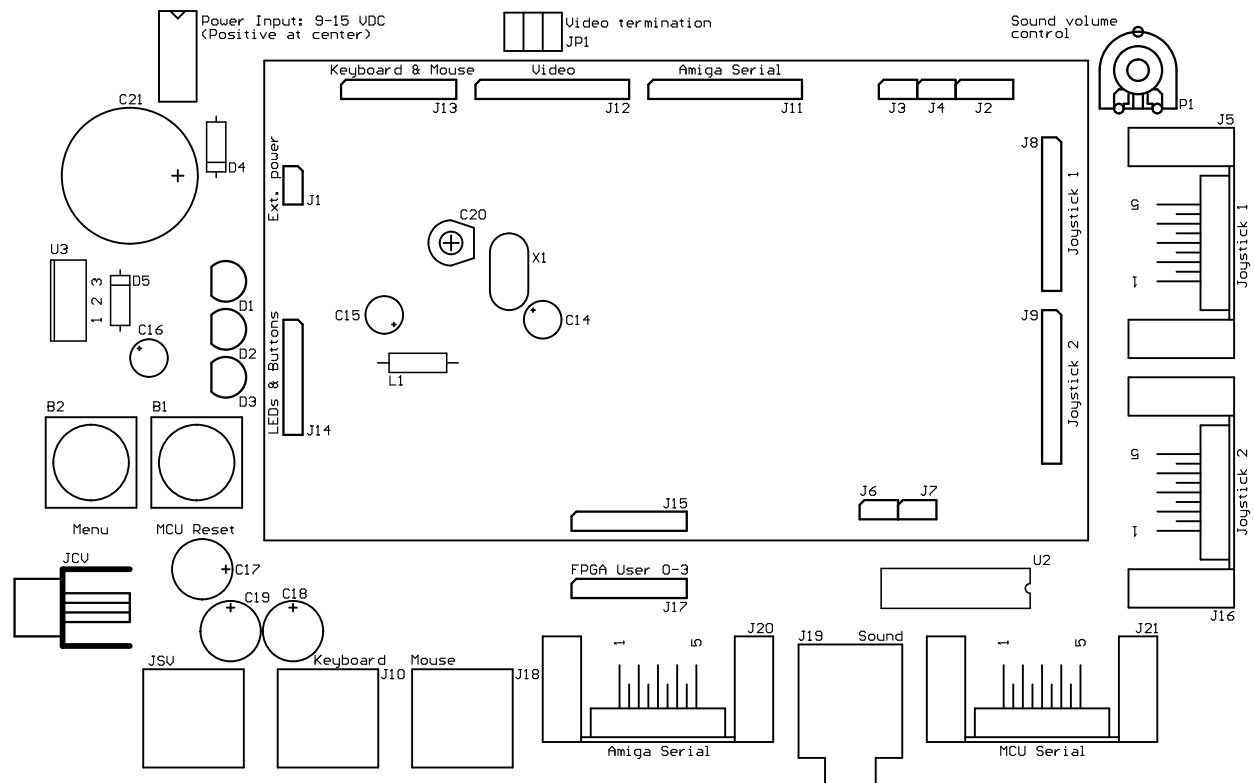 Power Input: 9-15 VDC
(Positive at center)
Video termination
JP1
Sound volume
control
P1
Keyboard & Mouse
Video
Amiga Serial
J13
J12
J11
J3
J4
J2
C21
D4
J5
J8
Joystick 1
5
1
Joystick 1
Ext. power
J1
C20
X1
U3
1 2 3
D5
D1
C16
D2
D3
C15
C14
L1
LEDs & Buttons
J14
J9
Joystick 2
5
1
Joystick 2
J16
B2
B1
Menu
MCU Reset
J15
J6
J7
JCV
C17
C19
C18
FPGA User 0-3
J17
U2
JSV
Keyboard
J10
Mouse
J18
1
5
J20
Amiga Serial
J19
Sound
1
5
J21
MCU Serial